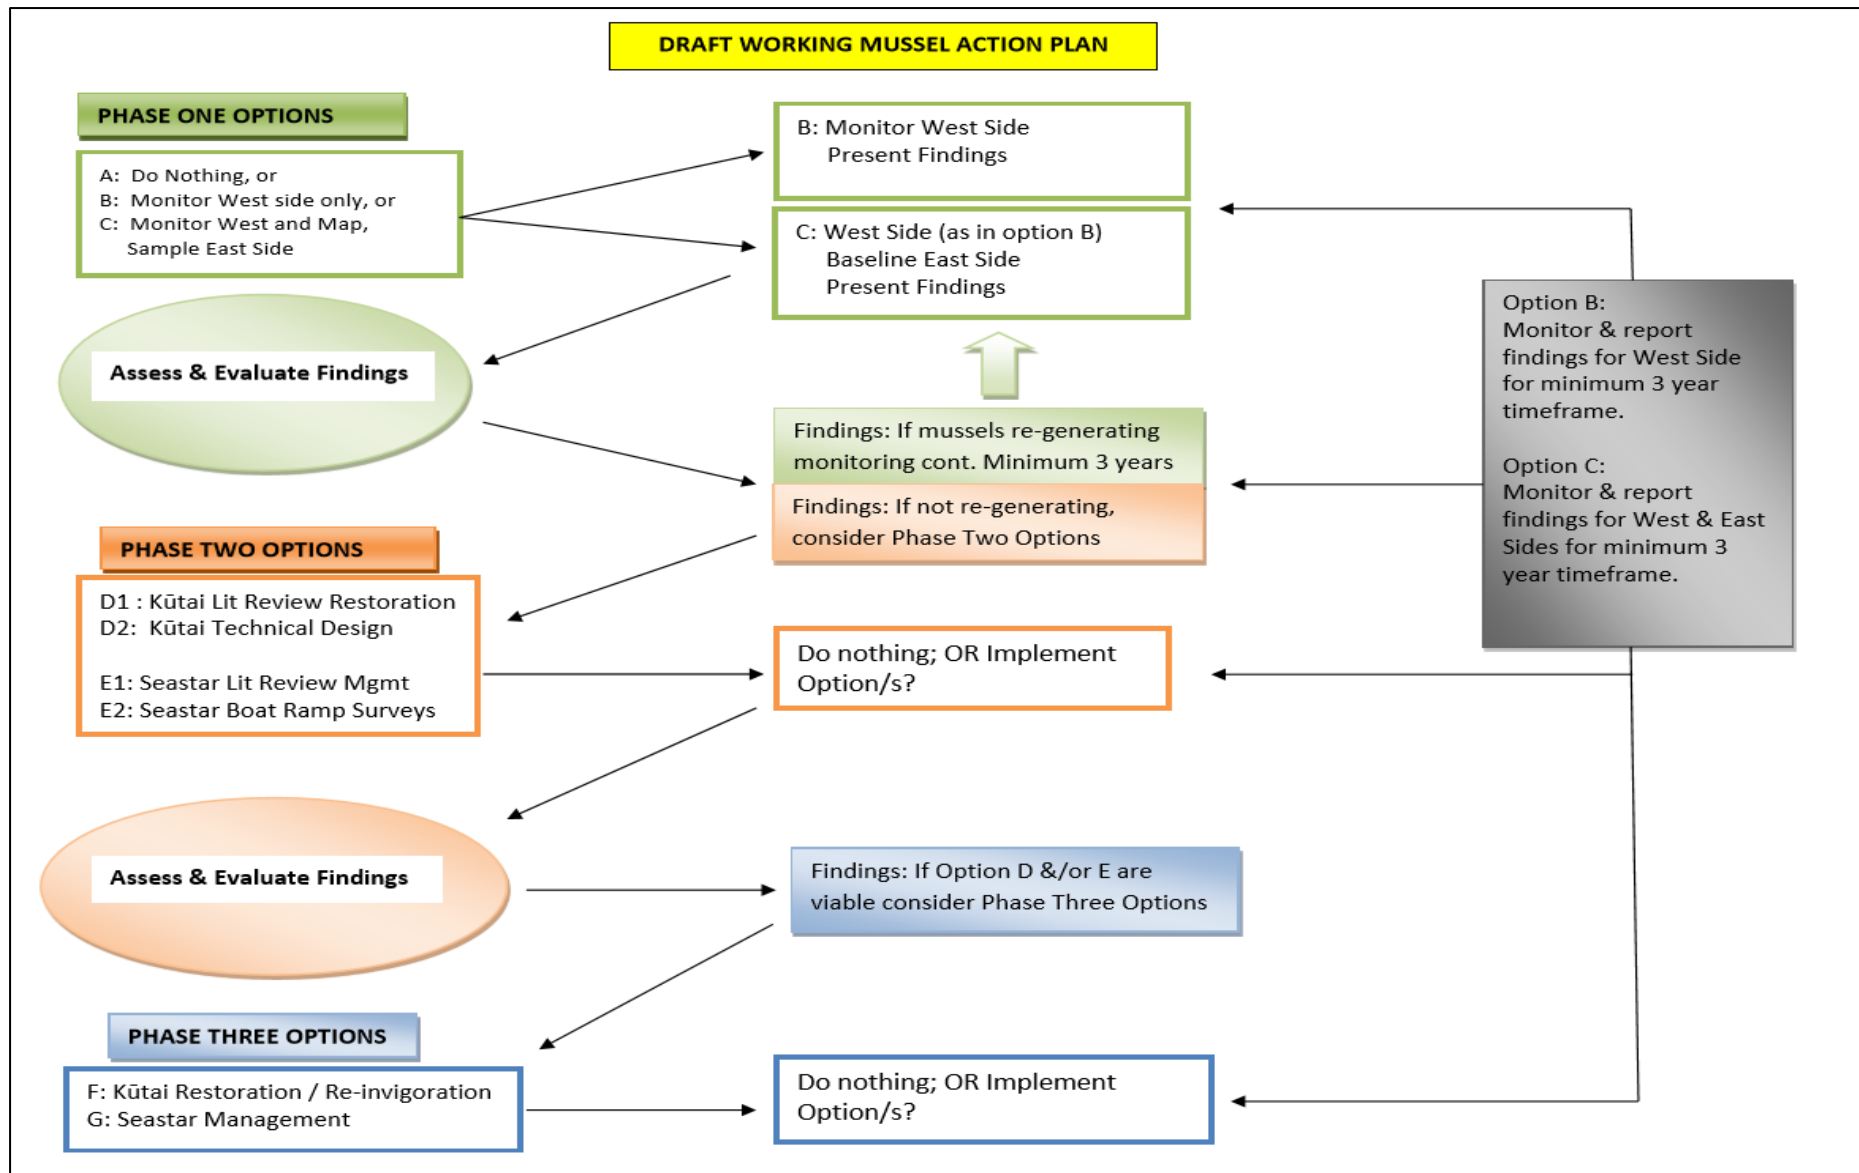 DRAFT WORKING MUSSEL ACTION PLAN
PHASE ONE OPTIONS
A: Do Nothing, or
B: Monitor West side only, or
C: Monitor West and Map,
Sample East Side
B: Monitor West Side
Present Findings
C: West Side (as in option B)
Baseline East Side
Present Findings
Assess & Evaluate Findings
Findings: If mussels re-generating
monitoring cont. Minimum 3 years
Findings: If not re-generating,
consider Phase Two Options
Option B:
Monitor & report
findings for West Side
for minimum 3 year
timeframe.
Option C:
Monitor & report
findings for West & East
Sides for minimum 3
year timeframe.
PHASE TWO OPTIONS
D1 : Kūtai Lit Review Restoration
D2: Kūtai Technical Design
E1: Seastar Lit Review Mgmt
E2: Seastar Boat Ramp Surveys
Do nothing; OR Implement
Option/s?
Assess & Evaluate Findings
Findings: If Option D &/or E are
viable consider Phase Three Options
PHASE THREE OPTIONS
F: Kūtai Restoration / Re-invigoration
G: Seastar Management
Do nothing; OR Implement
Option/s?